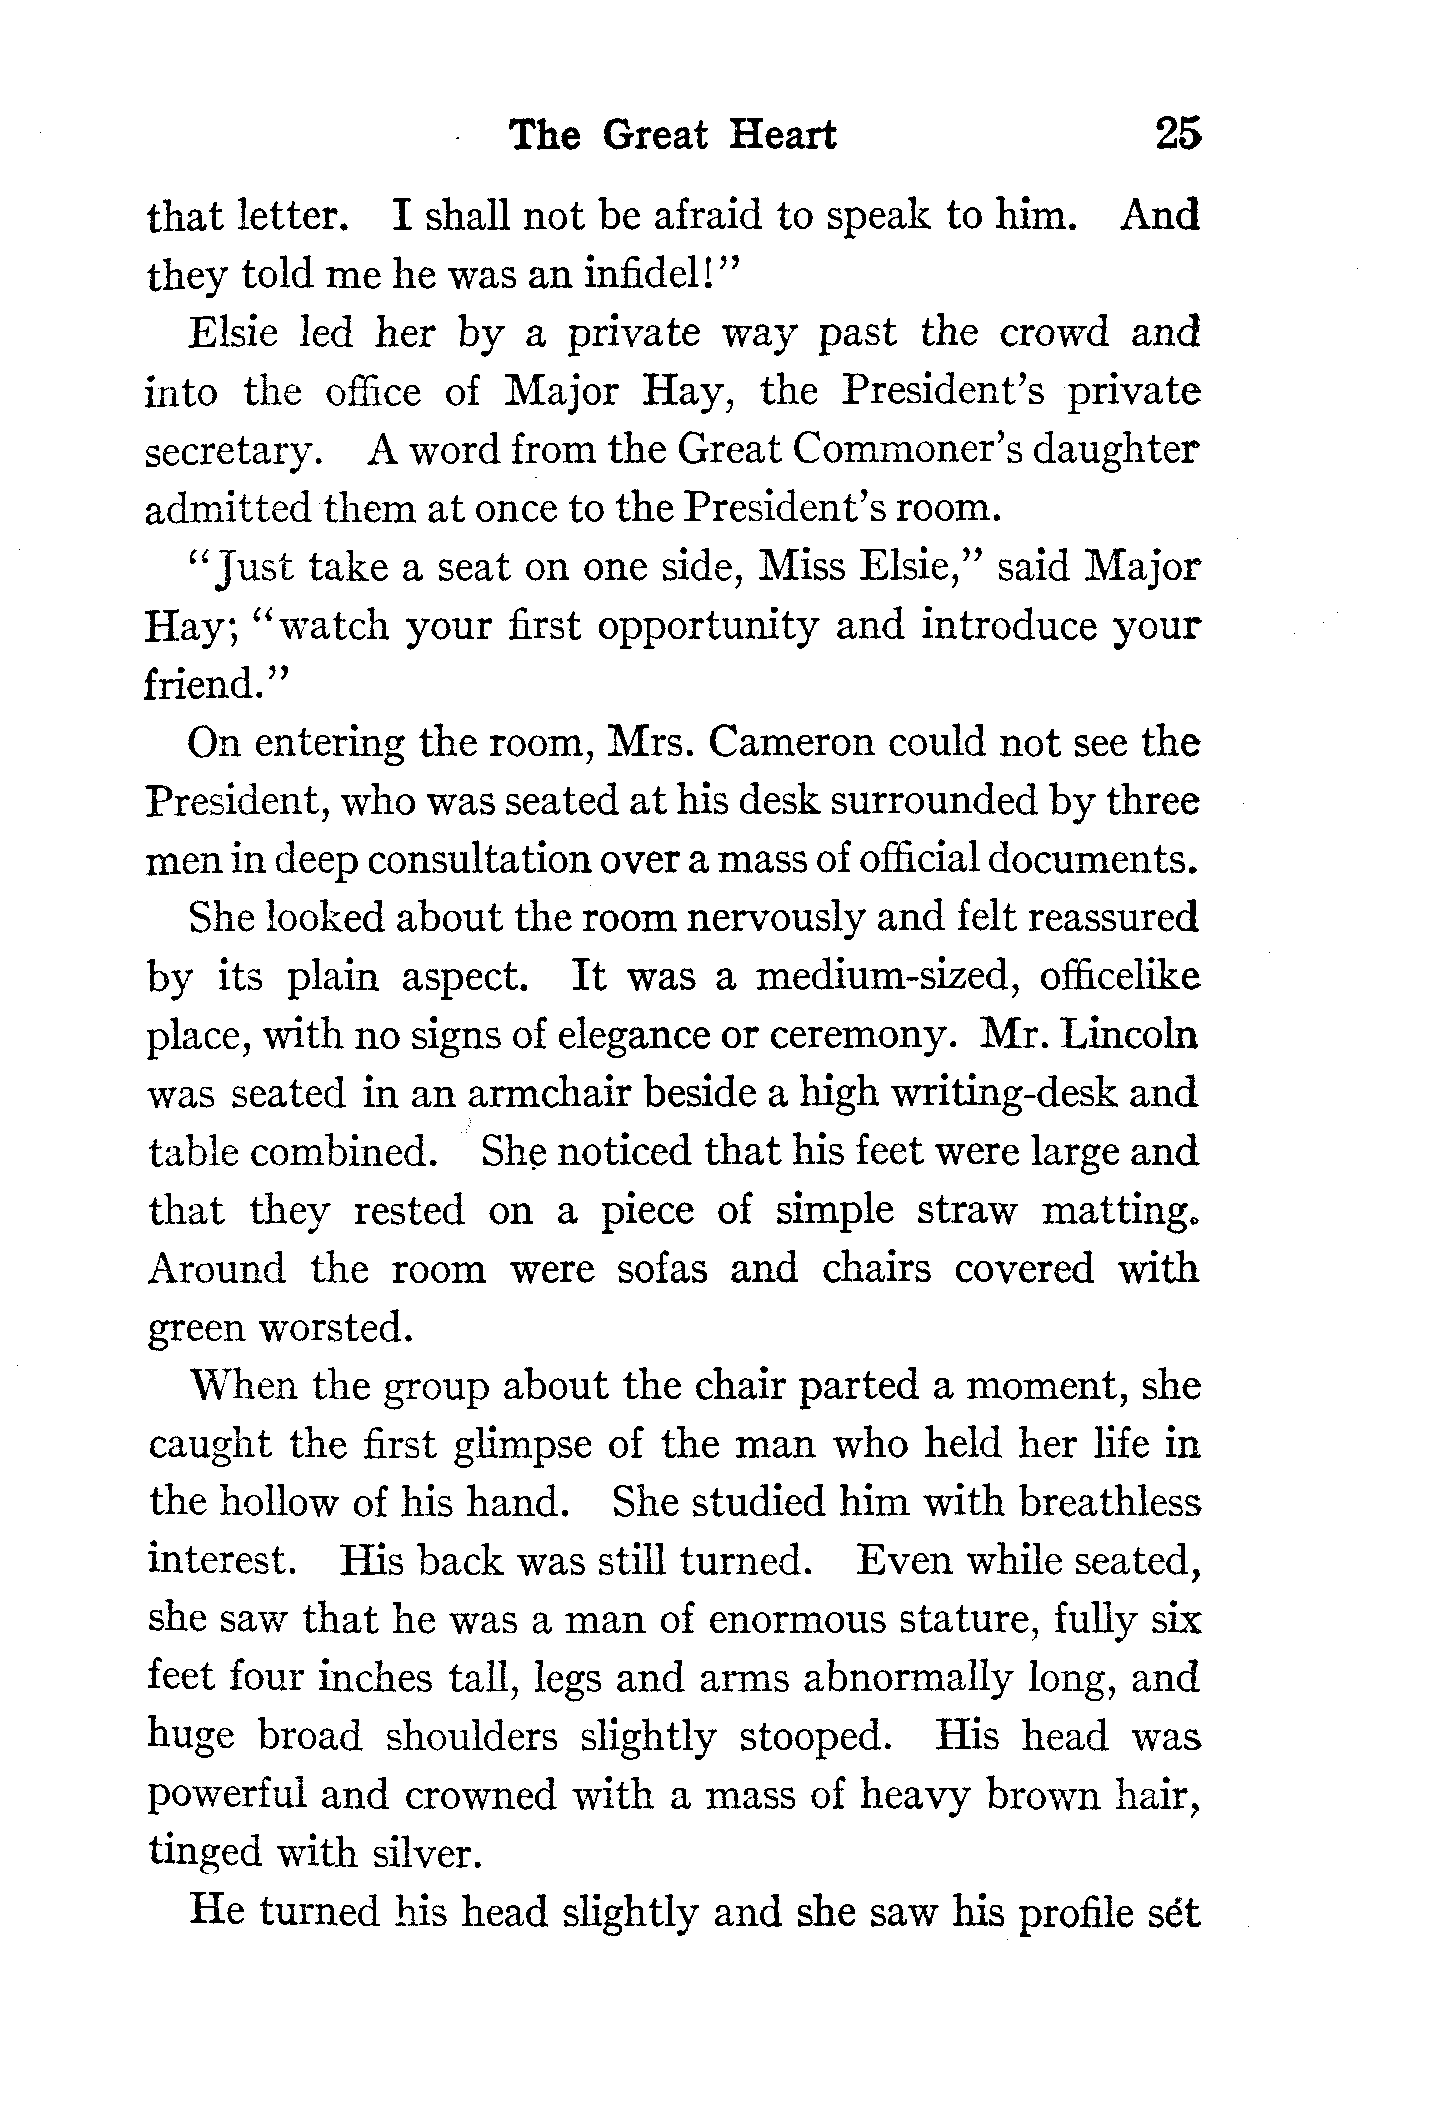 The Great Heart 25
that letter. I shall not be afraid to speak to him. And
they told me he was an infidel!"
Elsie led her by a private way past the crowd and
into the office of Major Hay, the President's private
secretary. A word from the Great Commoner's daughter
admitted them at once to the President's room.
"Just take a seat on one side, Miss Elsie," said Major
Hay; "watch your first opportunity and introduce your
friend."
On entering the room, Mrs. Cameron could not see the
President, who was seated at his desk surrounded by three
men in deep consultation over a mass of official documents.
She looked about the room nervously and felt reassured
by its plain aspect. It was a medium-sized, officelike
place, with no signs of elegance or ceremony. Mr. Lincoln
was seated in an armchair beside a high writing-desk and
table combined. She noticed that his feet were large and
that they rested on a piece of simple straw matting.
Around the room were sofas and chairs covered with
green worsted.
When the group about the chair parted a moment, she
caught the first glimpse of the man who held her life in
the hollow of his hand. She studied him with breathless
interest. His back was still turned. Even while seated,
she saw that he was a man of enormous stature, fully six
feet four inches tall, legs and arms abnormally long, and
huge broad shoulders slightly stooped. His head was
powerful and crowned with a mass of heavy brown hair,
tinged with silver.
He turned his head slightly and she saw his profile set